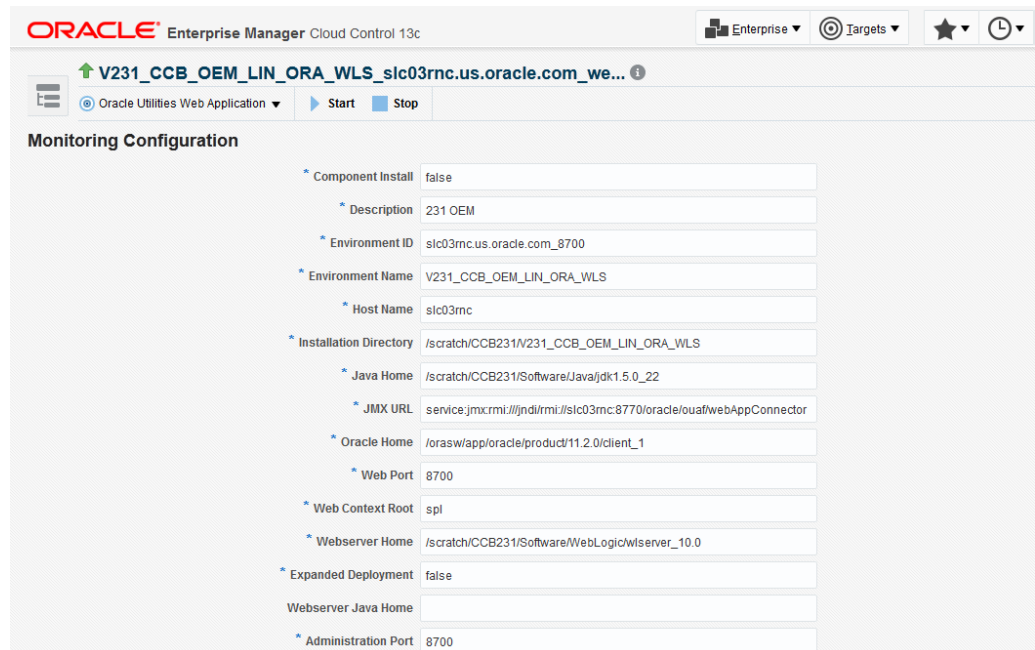 ORACLE® Enterprise Manager Cloud Control 13c
Enterprise ▼ Targets ▼
V231_CCB_OEM_LIN_ORA_WLS_slc03rnc.us.oracle.com_we...
Oracle Utilities Web Application ▼ Start Stop
Monitoring Configuration
* Component Install false
* Description 231 OEM
* Environment ID slc03rnc.us.oracle.com_8700
* Environment Name V231_CCB_OEM_LIN_ORA_WLS
* Host Name slc03rnc
* Installation Directory /scratch/CCB231/V231_CCB_OEM_LIN_ORA_WLS
* Java Home /scratch/CCB231/Software/Java/jdk1.5.0_22
* JMX URL service:jmx:rmi:///jndi/rmi://slc03rnc:8770/oracle/ouaf/webAppConnector
* Oracle Home /orasw/app/oracle/product/11.2.0/client_1
* Web Port 8700
* Web Context Root spl
* Webserver Home /scratch/CCB231/Software/WebLogic/wlserver_10.0
* Expanded Deployment false
Webserver Java Home
* Administration Port 8700